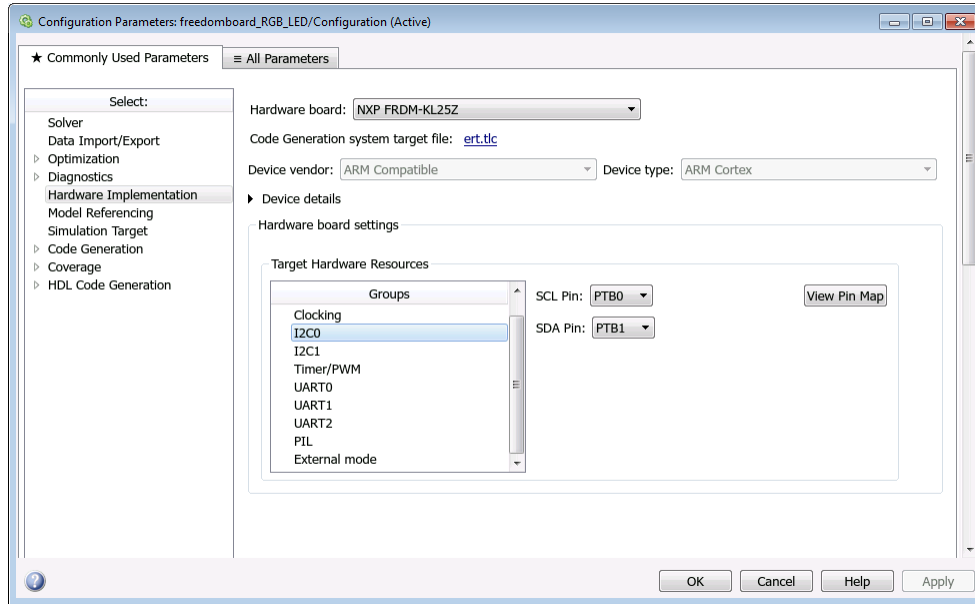 Configuration Parameters: freedomboard_RGB_LED/Configuration (Active)
★ Commonly Used Parameters
≡ All Parameters
Select:
Solver
Data Import/Export
Optimization
Diagnostics
Hardware Implementation
Model Referencing
Simulation Target
Code Generation
Coverage
HDL Code Generation
Hardware board: NXP FRDM-KL25Z
Code Generation system target file: ert.tlc
Device vendor: ARM Compatible Device type: ARM Cortex
Device details
Hardware board settings
Target Hardware Resources
Groups
Clocking
I2C0
I2C1
Timer/PWM
UART0
UART1
UART2
PIL
External mode
SCL Pin: PTB0
SDA Pin: PTB1
View Pin Map
?
OK
Cancel
Help
Apply